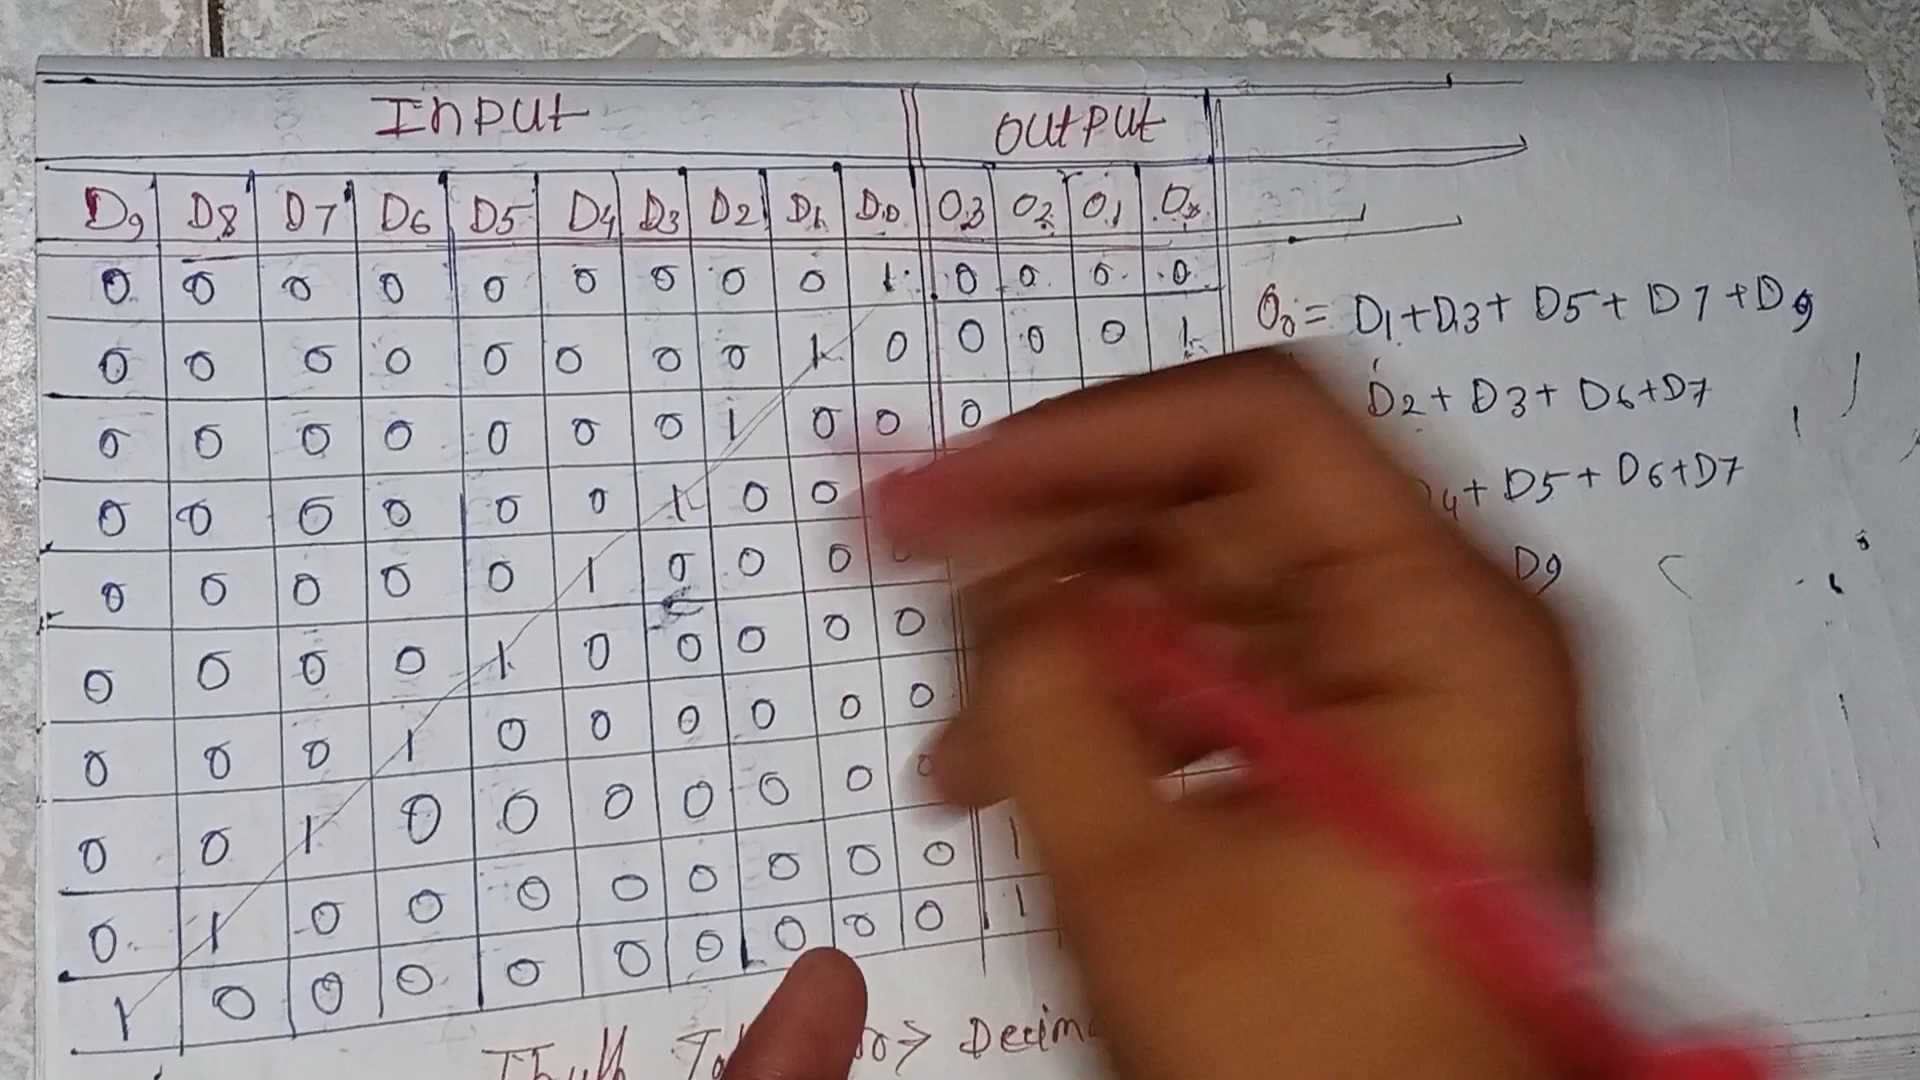 INPUT OUTPUT
D9 D8 D7 D6 D5 D4 D3 D2 D1 D0 O3 O2 O1 O0
0 0 0 0 0 0 0 0 0 1 0 0 0 0
0 0 0 0 0 0 0 0 1 0 0 0 0 1
0 0 0 0 0 0 0 1 0 0 0
0 0 0 0 0 0 1 0 0
0 0 0 0 0 1 0 0 0
0 0 0 0 1 0 0 0 0 0
0 0 0 1 0 0 0 0 0 0
0 0 1 0 0 0 0 0 0
0 1 0 0 0 0 0 0 0 0 1
1 0 0 0 0 0 0 0 0 0 1
O0 = D1 + D3 + D5 + D7 + D9
D2 + D3 + D6 + D7
4 + D5 + D6 + D7
D9